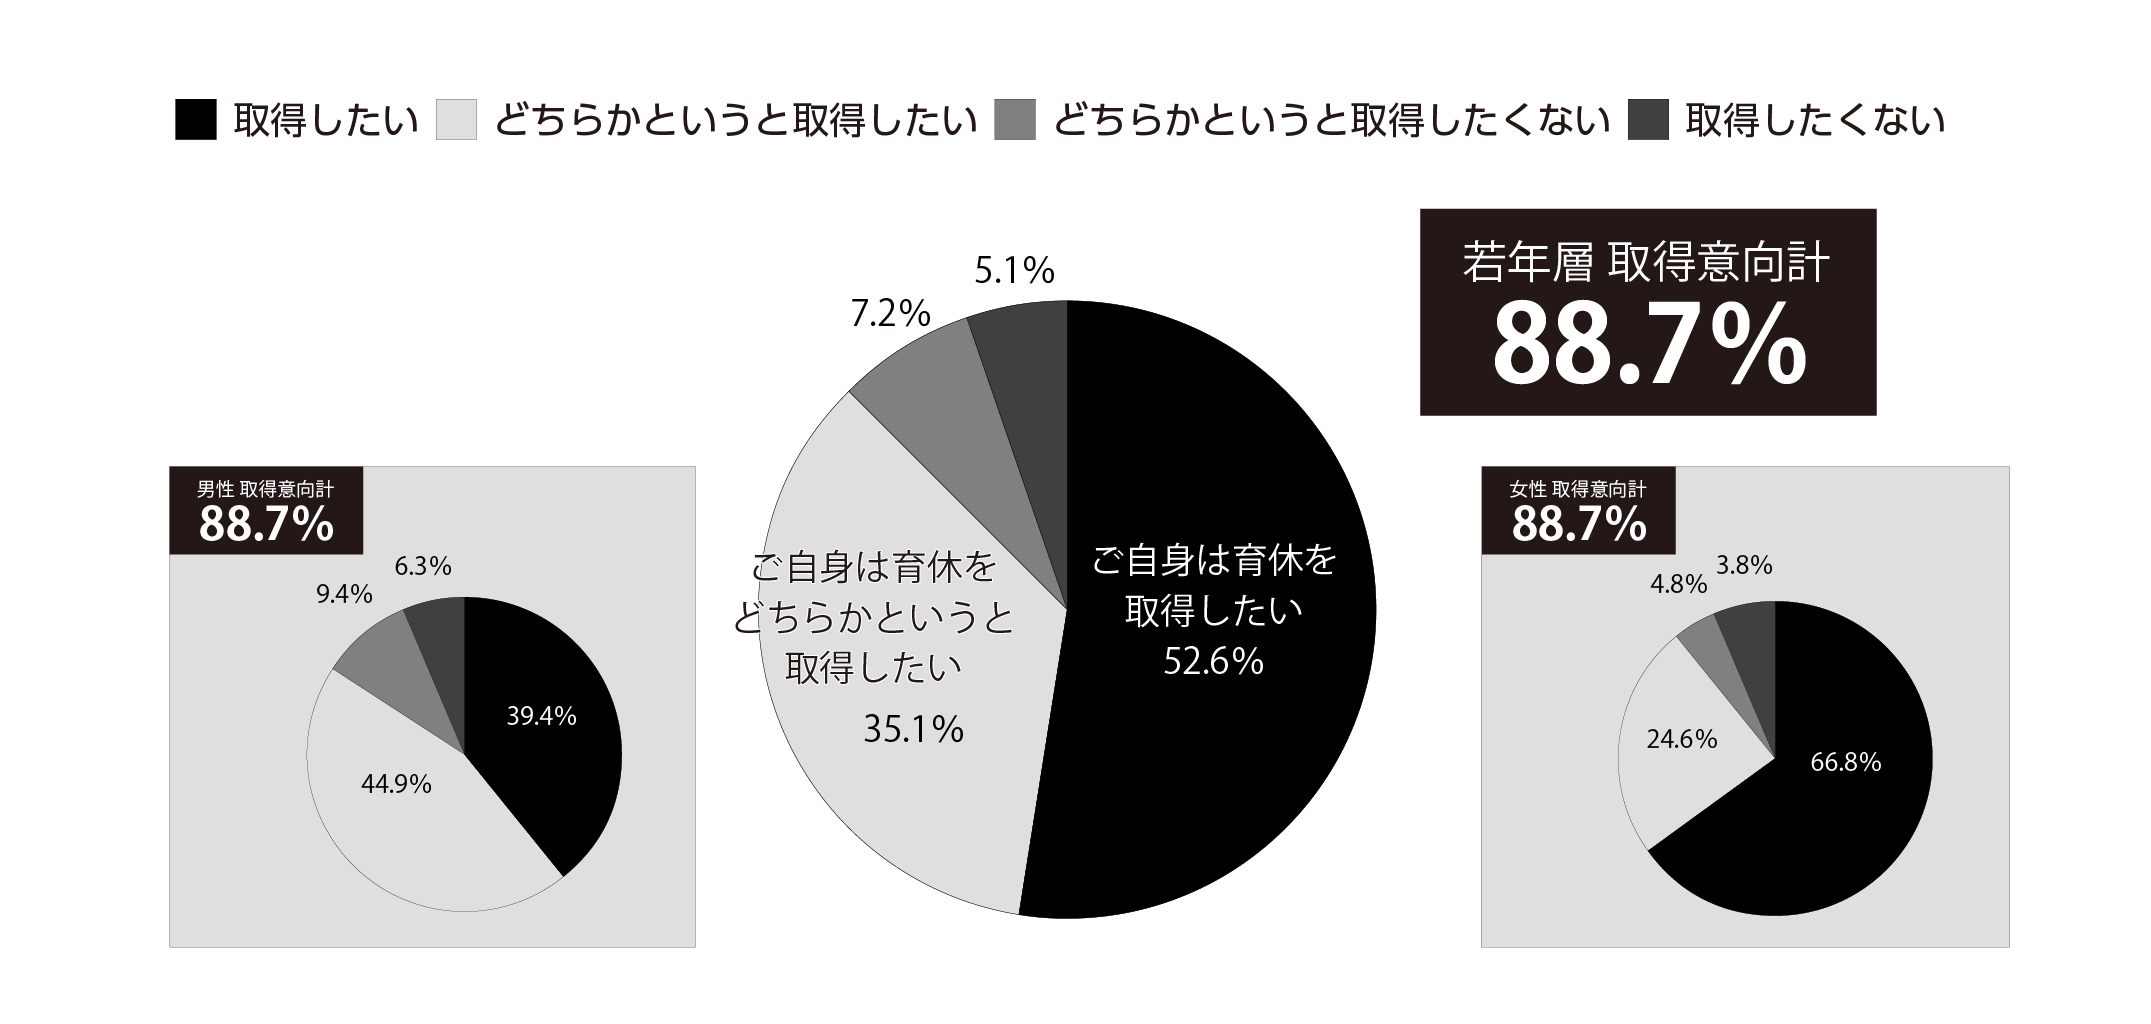 取得したい どちらかというと取得したい どちらかというと取得したくない 取得したくない
若年層 取得意向計
88.7%
5.1%
7.2%
ご自身は育休を
取得したい
52.6%
ご自身は育休を
どちらかというと
取得したい
35.1%
男性 取得意向計
88.7%
6.3%
9.4%
39.4%
44.9%
女性 取得意向計
88.7%
3.8%
4.8%
24.6%
66.8%